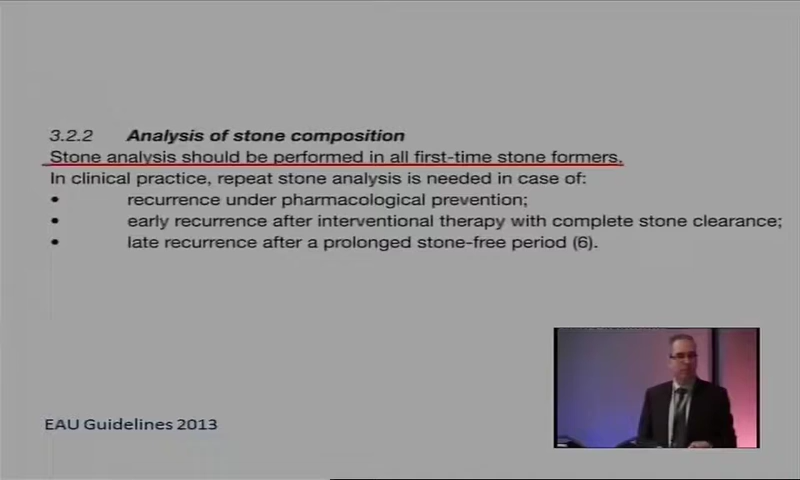 3.2.2 Analysis of stone composition
Stone analysis should be performed in all first-time stone formers.
In clinical practice, repeat stone analysis is needed in case of:
• recurrence under pharmacological prevention;
• early recurrence after interventional therapy with complete stone clearance;
• late recurrence after a prolonged stone-free period (6).
EAU Guidelines 2013